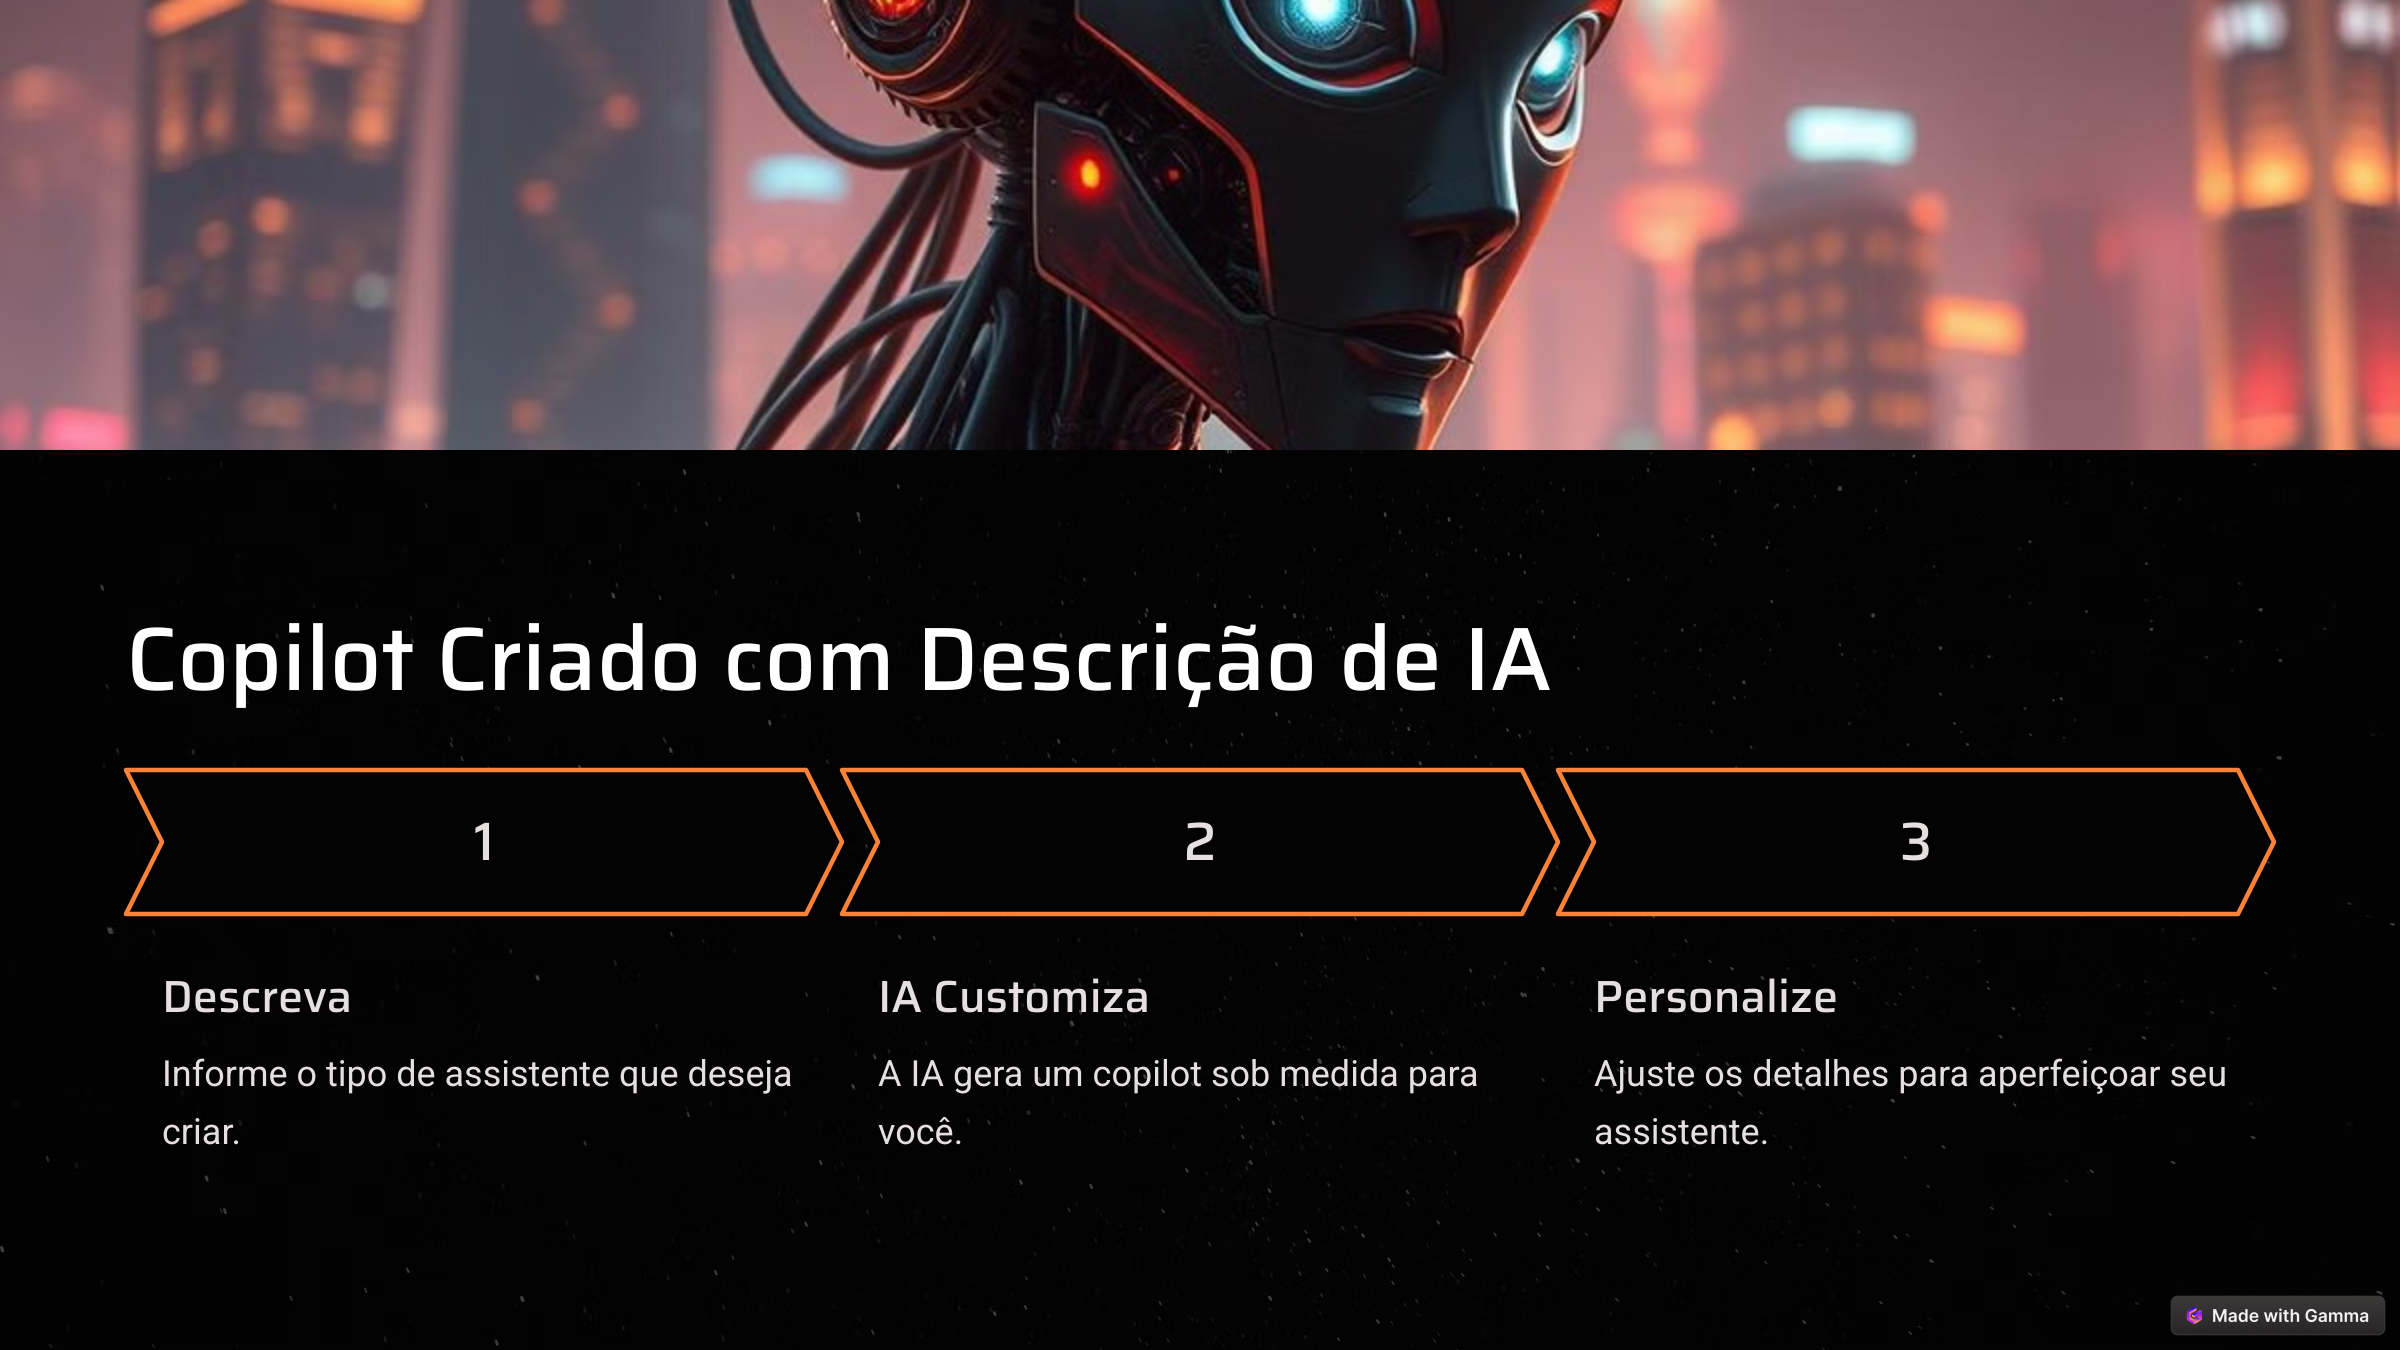 Copilot Criado com Descrição de IA
1
2
3
Descreva
Informe o tipo de assistente que deseja
criar.
IA Customiza
A IA gera um copilot sob medida para
você.
Personalize
Ajuste os detalhes para aperfeiçoar seu
assistente.
Made with Gamma